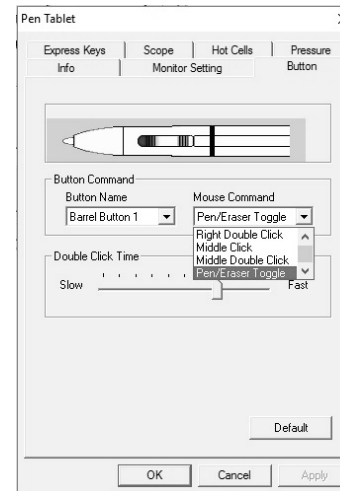 Pen Tablet
Express Keys Scope Hot Cells Pressure
Info Monitor Setting Button
Button Command
Button Name Mouse Command
Barrel Button 1 Pen/Eraser Toggle
Right Double Click
Middle Click
Middle Double Click
Pen/Eraser Toggle
Double Click Time
Slow Fast
Default
OK Cancel Apply